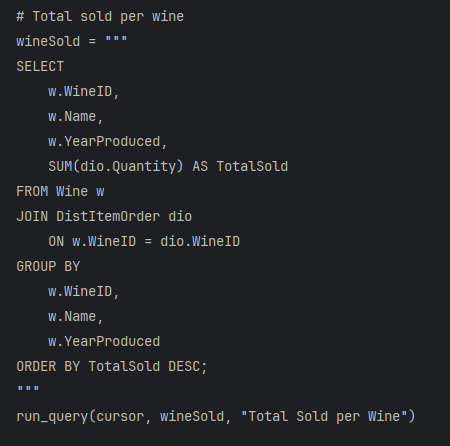 # Total sold per wine
wineSold = """
SELECT
    w.WineID,
    w.Name,
    w.YearProduced,
    SUM(dio.Quantity) AS TotalSold
FROM Wine w
JOIN DistItemOrder dio
    ON w.WineID = dio.WineID
GROUP BY
    w.WineID,
    w.Name,
    w.YearProduced
ORDER BY TotalSold DESC;
"""
run_query(cursor, wineSold, "Total Sold per Wine")